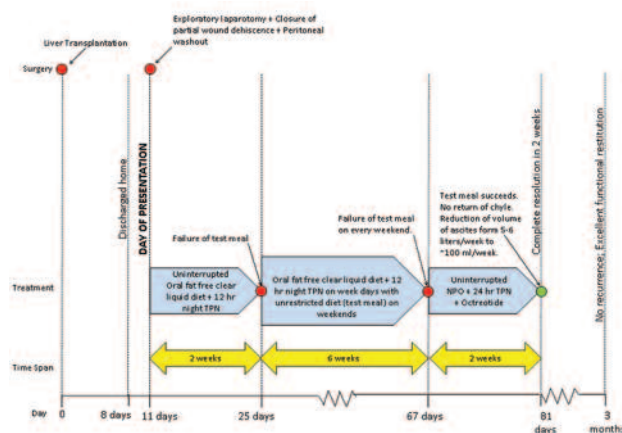 Exploratory laparotomy + Closure of
partial wound dehiscence + Peritoneal
washout
Liver Transplantation
Surgery
Discharged home
DAY OF PRESENTATION
Complete resolution in 2 weeks
No recurrence; Excellent functional restitution
Test meal succeeds.
No return of chyle.
Reduction of volume
of ascites form 5-6
liters/week to
~100 ml/week.
Failure of test meal
Failure of test meal
on every weekend.
Treatment
Uninterrupted
Oral fat free clear
liquid diet + 12 hr
night TPN
Oral fat free clear liquid diet + 12
hr night TPN on week days with
unrestricted diet (test meal) on
weekends
Uninterrupted
NPO + 24 hr TPN
+ Octreotide
Time Span
2 weeks
6 weeks
2 weeks
Day
0
8 days
11 days
25 days
67 days
81
days
3
months